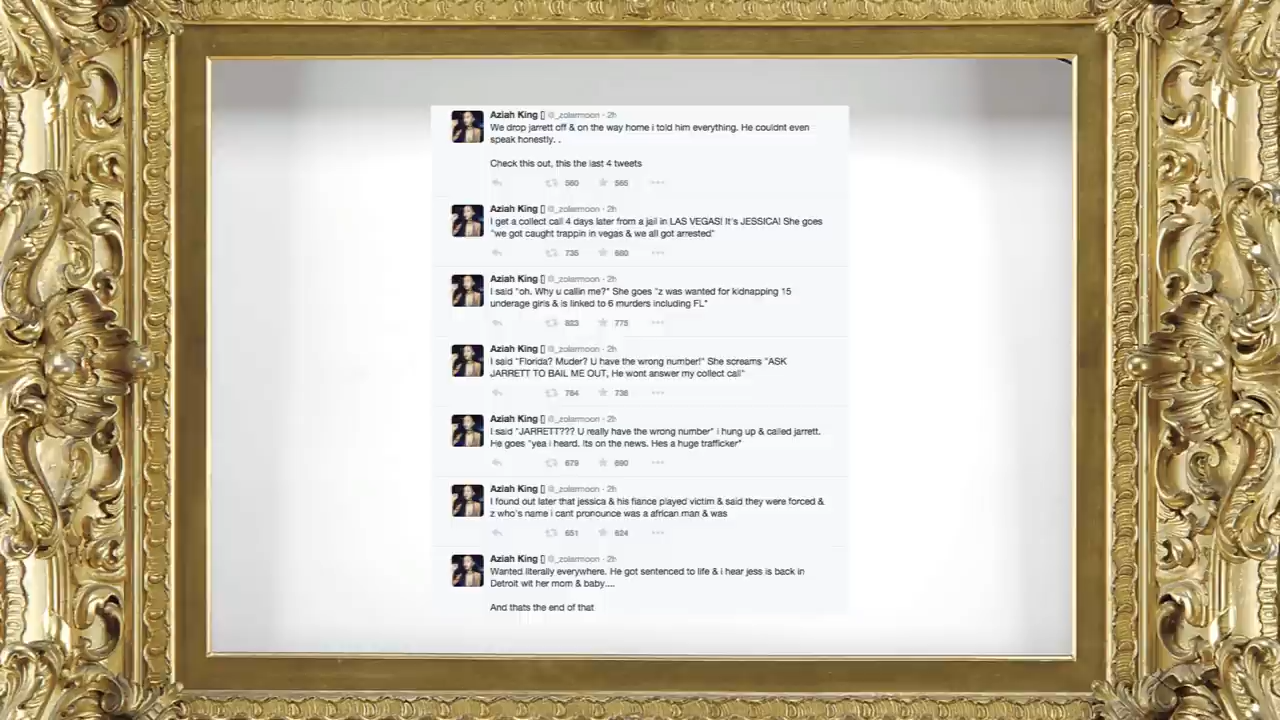 Aziah King [] @_zolarmoon · 2h
We drop jarrett off & on the way home i told him everything. He couldnt even
speak honestly. .
Check this out, this the last 4 tweets
560 565
Aziah King [] @_zolarmoon · 2h
I get a collect call 4 days later from a jail in LAS VEGAS! It's JESSICA! She goes
"we got caught trappin in vegas & we all got arrested"
735 680
Aziah King [] @_zolarmoon · 2h
I said "oh. Why u callin me?" She goes "z was wanted for kidnapping 15
underage girls & is linked to 6 murders including FL"
823 775
Aziah King [] @_zolarmoon · 2h
I said "Florida? Muder? U have the wrong number!" She screams "ASK
JARRETT TO BAIL ME OUT, He wont answer my collect call"
764 736
Aziah King [] @_zolarmoon · 2h
I said "JARRETT??? U really have the wrong number" i hung up & called jarrett.
He goes "yea i heard. Its on the news. Hes a huge trafficker"
679 690
Aziah King [] @_zolarmoon · 2h
I found out later that jessica & his fiance played victim & said they were forced &
z who's name i cant pronounce was a african man & was
651 624
Aziah King [] @_zolarmoon · 2h
Wanted literally everywhere. He got sentenced to life & i hear jess is back in
Detroit wit her mom & baby....
And thats the end of that